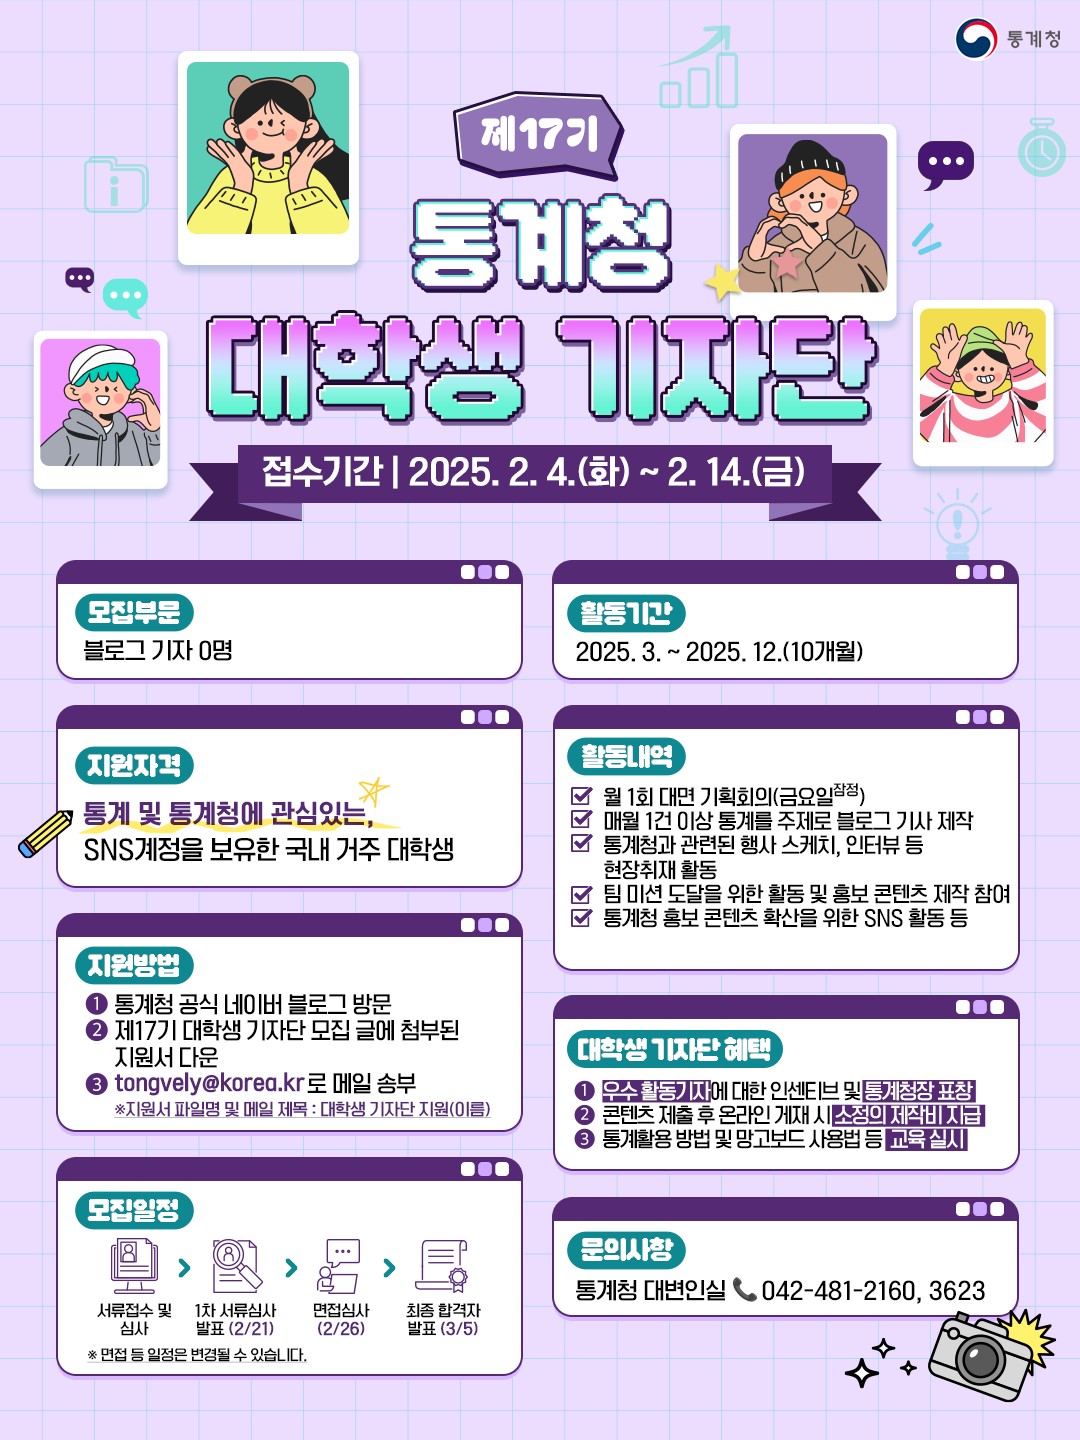 통계청
제17기
통계청
대학생 기자단
접수기간 | 2025. 2. 4.(화) ~ 2. 14.(금)
모집부문
블로그 기자 0명
활동기간
2025. 3. ~ 2025. 12.(10개월)
지원자격
통계 및 통계청에 관심있는,
SNS계정을 보유한 국내 거주 대학생
활동내역
월 1회 대면 기획회의(금요일잠정)
매월 1건 이상 통계를 주제로 블로그 기사 제작
통계청과 관련된 행사 스케치, 인터뷰 등
현장취재 활동
팀 미션 도달을 위한 활동 및 홍보 콘텐츠 제작 참여
통계청 홍보 콘텐츠 확산을 위한 SNS 활동 등
지원방법
1 통계청 공식 네이버 블로그 방문
2 제17기 대학생 기자단 모집 글에 첨부된
지원서 다운
3 tongvely@korea.kr로 메일 송부
※지원서 파일명 및 메일 제목 : 대학생 기자단 지원(이름)
대학생 기자단 혜택
1 우수 활동기자에 대한 인센티브 및 통계청장 표창
2 콘텐츠 제출 후 온라인 게재 시 소정의 제작비 지급
3 통계활용 방법 및 망고보드 사용법 등 교육 실시
모집일정
서류접수 및
심사
1차 서류심사
발표 (2/21)
면접심사
(2/26)
최종 합격자
발표 (3/5)
※ 면접 등 일정은 변경될 수 있습니다.
문의사항
통계청 대변인실 042-481-2160, 3623